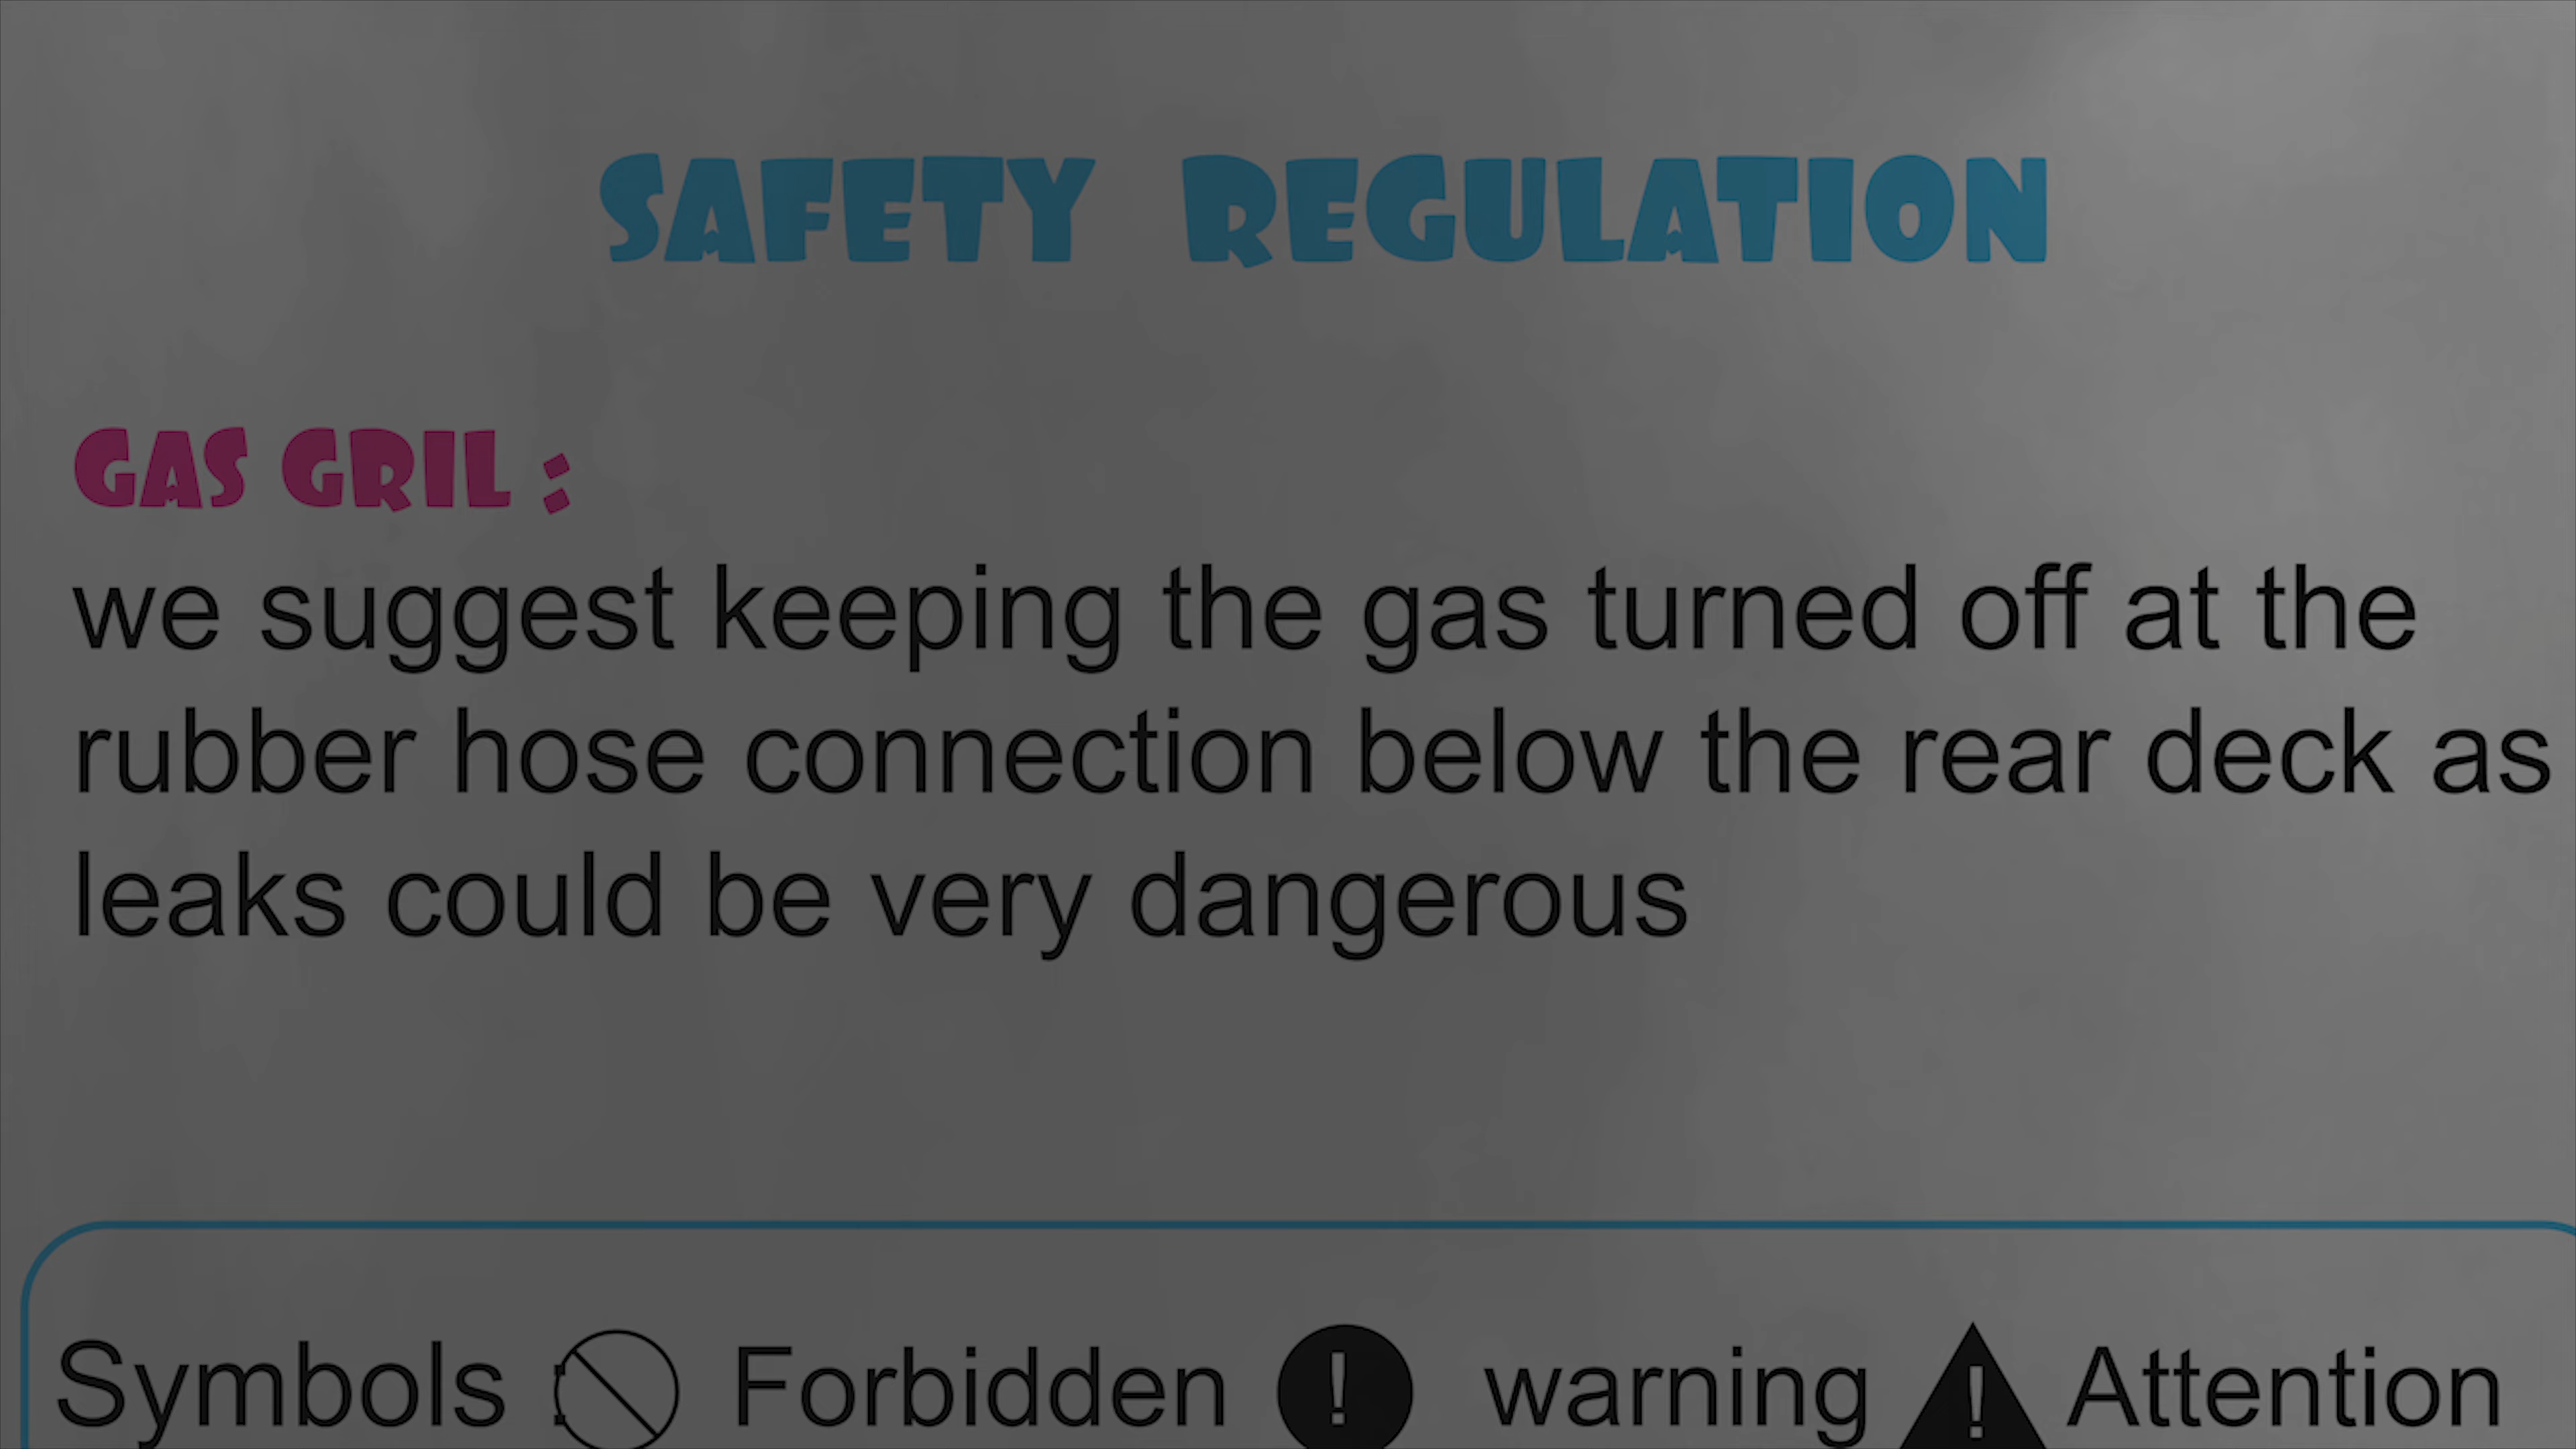 SAFETY REGULATION
GAS GRIL :
we suggest keeping the gas turned off at the
rubber hose connection below the rear deck as
leaks could be very dangerous
Symbols : Forbidden ! warning ! Attention